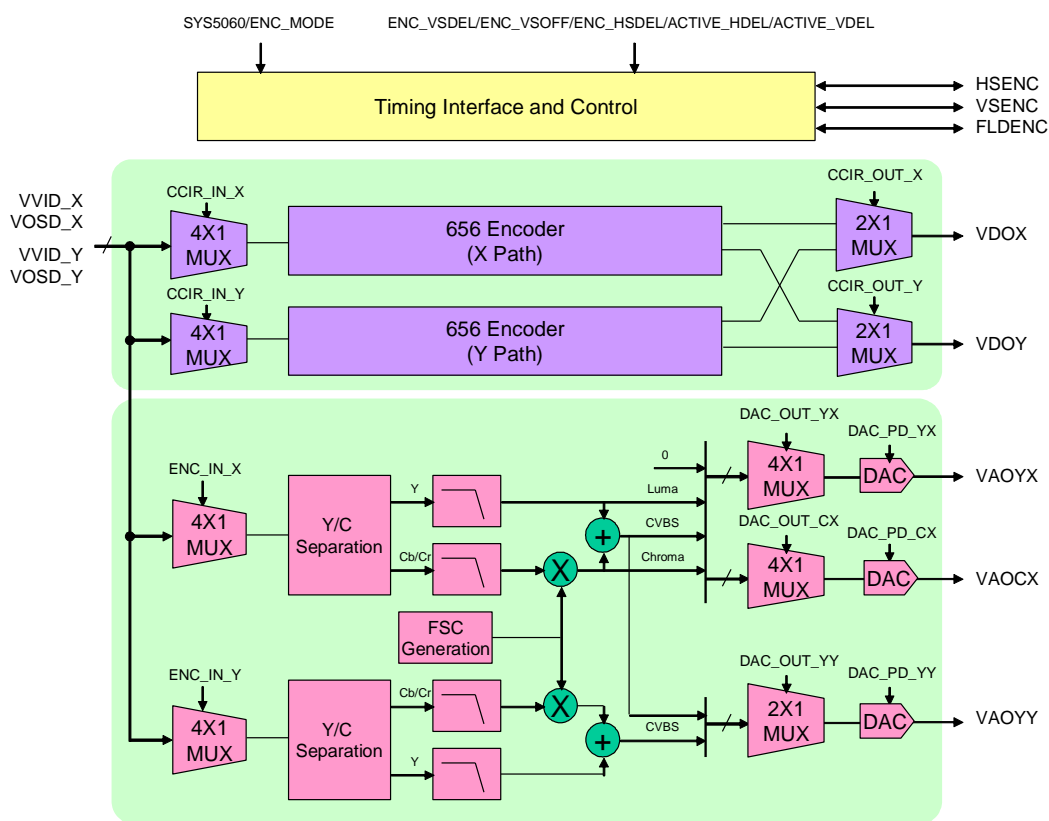 SYS5060/ENC_MODE
ENC_VSDEL/ENC_VSOFF/ENC_HSDEL/ACTIVE_HDEL/ACTIVE_VDEL
Timing Interface and Control
HSENC
VSENC
FLDENC
VVID_X
VOSD_X
VVID_Y
VOSD_Y
CCIR_IN_X
4X1
MUX
656 Encoder
(X Path)
CCIR_OUT_X
2X1
MUX
VDOX
CCIR_IN_Y
4X1
MUX
656 Encoder
(Y Path)
CCIR_OUT_Y
2X1
MUX
VDOY
ENC_IN_X
4X1
MUX
Y/C
Separation
Y
Cb/Cr
X
+
0
Luma
CVBS
Chroma
DAC_OUT_YX
4X1
MUX
DAC_PD_YX
DAC
VAOYX
DAC_OUT_CX
4X1
MUX
DAC_PD_CX
DAC
VAOCX
FSC
Generation
ENC_IN_Y
4X1
MUX
Y/C
Separation
Cb/Cr
Y
X
+
CVBS
DAC_OUT_YY
2X1
MUX
DAC_PD_YY
DAC
VAOYY